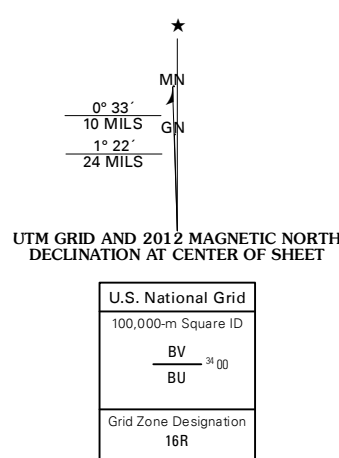 ★
MN
0° 33´
10 MILS
GN
1° 22´
24 MILS
UTM GRID AND 2012 MAGNETIC NORTH
DECLINATION AT CENTER OF SHEET
U.S. National Grid
100,000-m Square ID
BV
34 00
BU
Grid Zone Designation
16R